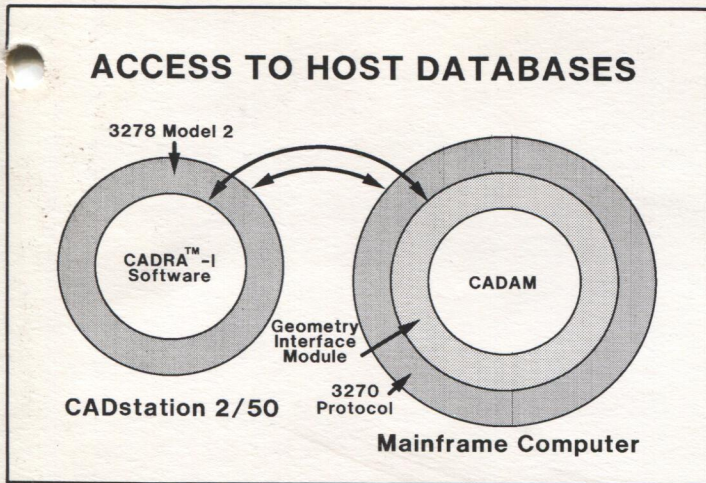 ACCESS TO HOST DATABASES
3278 Model 2
CADRA™-I
Software
CADAM
Geometry
Interface
Module
3270
Protocol
CADstation 2/50
Mainframe Computer